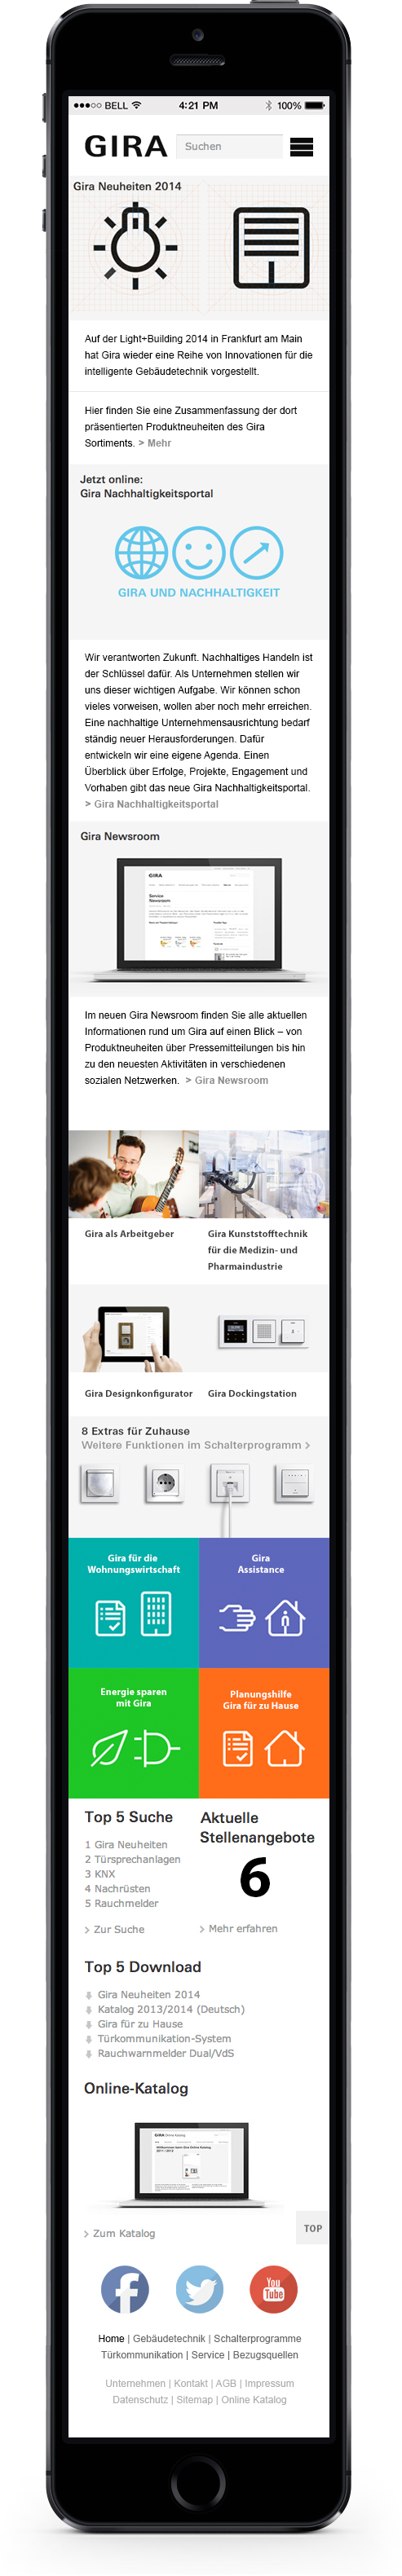 BELL 4:21 PM 100%
GIRA Suchen
Gira Neuheiten 2014
Auf der Light+Building 2014 in Frankfurt am Main
hat Gira wieder eine Reihe von Innovationen für die
intelligente Gebäudetechnik vorgestellt.
Hier finden Sie eine Zusammenfassung der dort
präsentierten Produktneuheiten des Gira
Sortiments. > Mehr
Jetzt online:
Gira Nachhaltigkeitsportal
GIRA UND NACHHALTIGKEIT
Wir verantworten Zukunft. Nachhaltiges Handeln ist
der Schlüssel dafür. Als Unternehmen stellen wir
uns dieser wichtigen Aufgabe. Wir können schon
vieles vorweisen, wollen aber noch mehr erreichen.
Eine nachhaltige Unternehmensausrichtung bedarf
ständig neuer Herausforderungen. Dafür
entwickeln wir eine eigene Agenda. Einen
Überblick über Erfolge, Projekte, Engagement und
Vorhaben gibt das neue Gira Nachhaltigkeitsportal.
> Gira Nachhaltigkeitsportal
Gira Newsroom
GIRA
Service
Newsroom
Im neuen Gira Newsroom finden Sie alle aktuellen
Informationen rund um Gira auf einen Blick – von
Produktneuheiten über Pressemitteilungen bis hin
zu den neuesten Aktivitäten in verschiedenen
sozialen Netzwerken. > Gira Newsroom
Gira als Arbeitgeber
Gira Kunststofftechnik
für die Medizin- und
Pharmaindustrie
Gira Designkonfigurator
Gira Dockingstation
8 Extras für Zuhause
Weitere Funktionen im Schalterprogramm >
Gira für die
Wohnungswirtschaft
Gira
Assistance
Energie sparen
mit Gira
Planungshilfe
Gira für zu Hause
Top 5 Suche
1 Gira Neuheiten
2 Türsprechanlagen
3 KNX
4 Nachrüsten
5 Rauchmelder
> Zur Suche
Aktuelle
Stellenangebote
6
> Mehr erfahren
Top 5 Download
Gira Neuheiten 2014
Katalog 2013/2014 (Deutsch)
Gira für zu Hause
Türkommunikation-System
Rauchwarnmelder Dual/VdS
Online-Katalog
> Zum Katalog
TOP
You
Tube
Home | Gebäudetechnik | Schalterprogramme
Türkommunikation | Service | Bezugsquellen
Unternehmen | Kontakt | AGB | Impressum
Datenschutz | Sitemap | Online Katalog